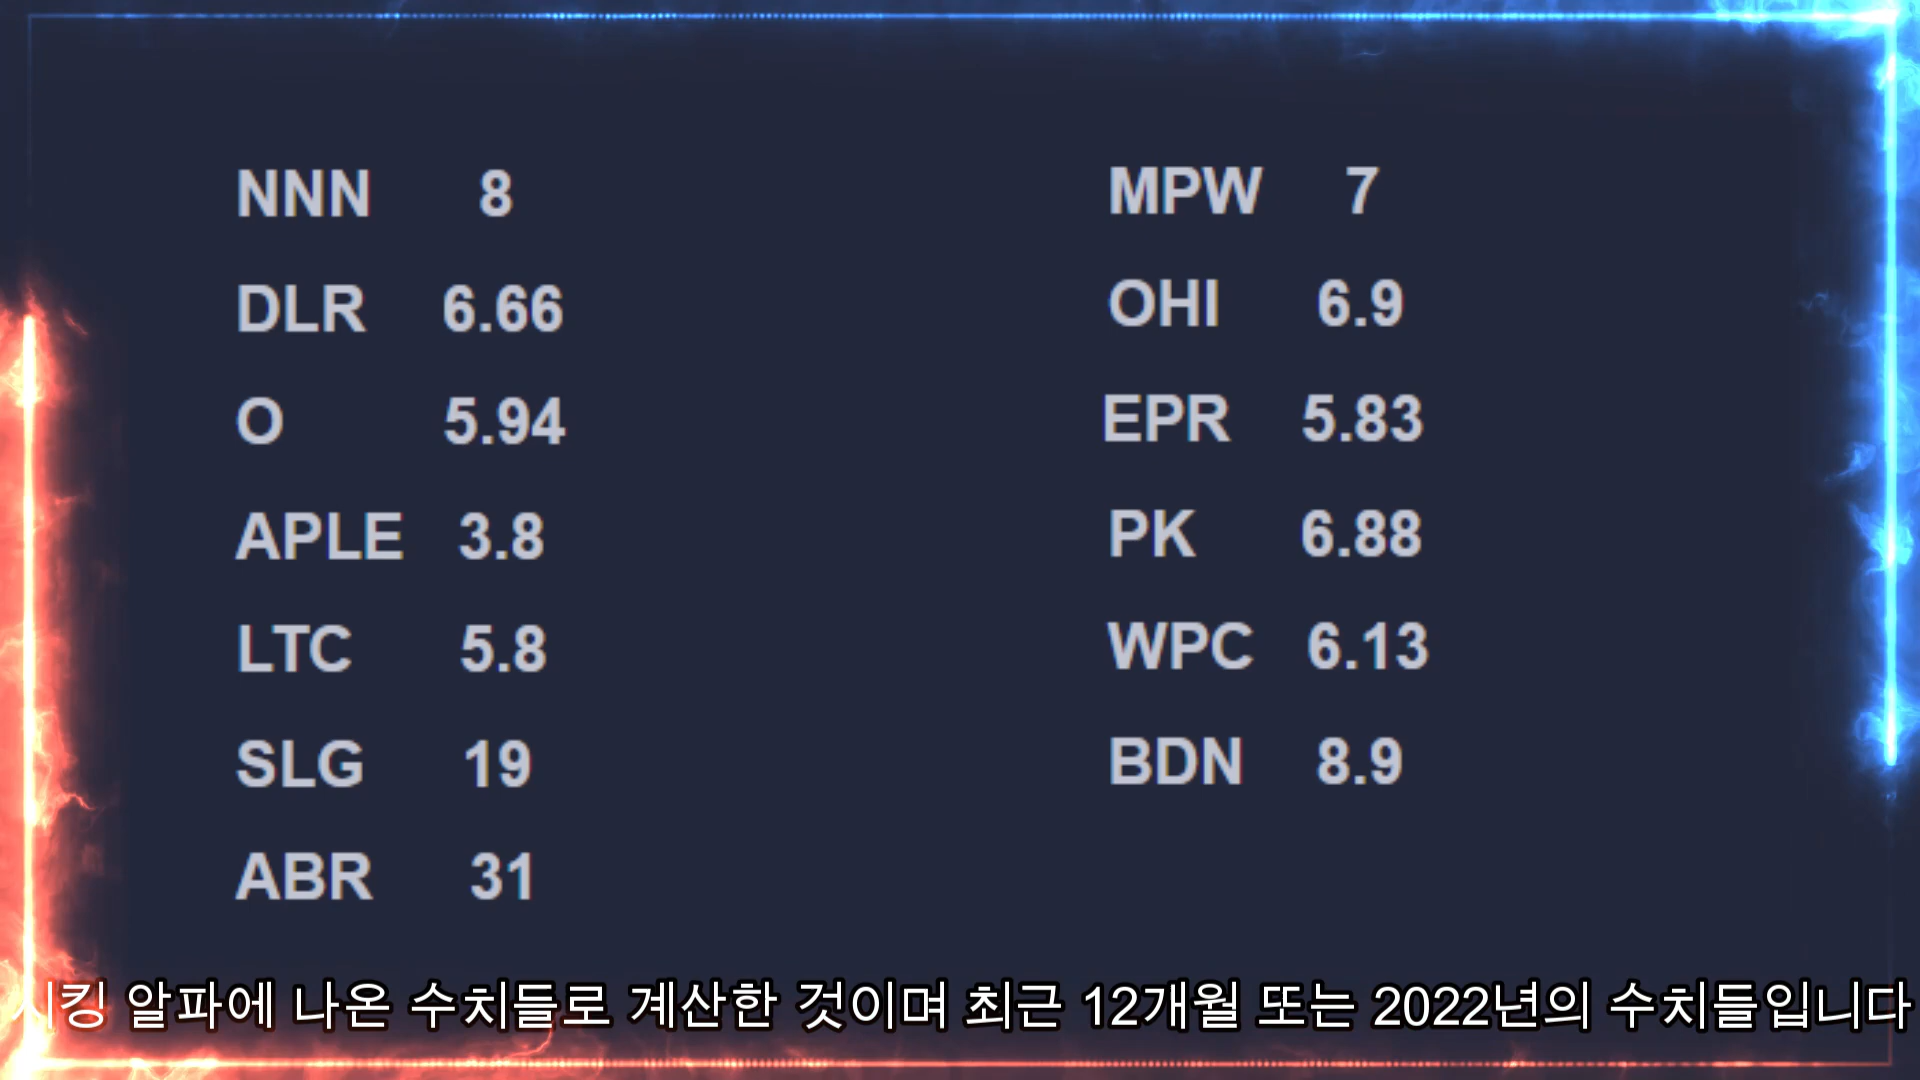 NNN 8
DLR 6.66
O 5.94
APLE 3.8
LTC 5.8
SLG 19
ABR 31
MPW 7
OHI 6.9
EPR 5.83
PK 6.88
WPC 6.13
BDN 8.9
시킹 알파에 나온 수치들로 계산한 것이며 최근 12개월 또는 2022년의 수치들입니다